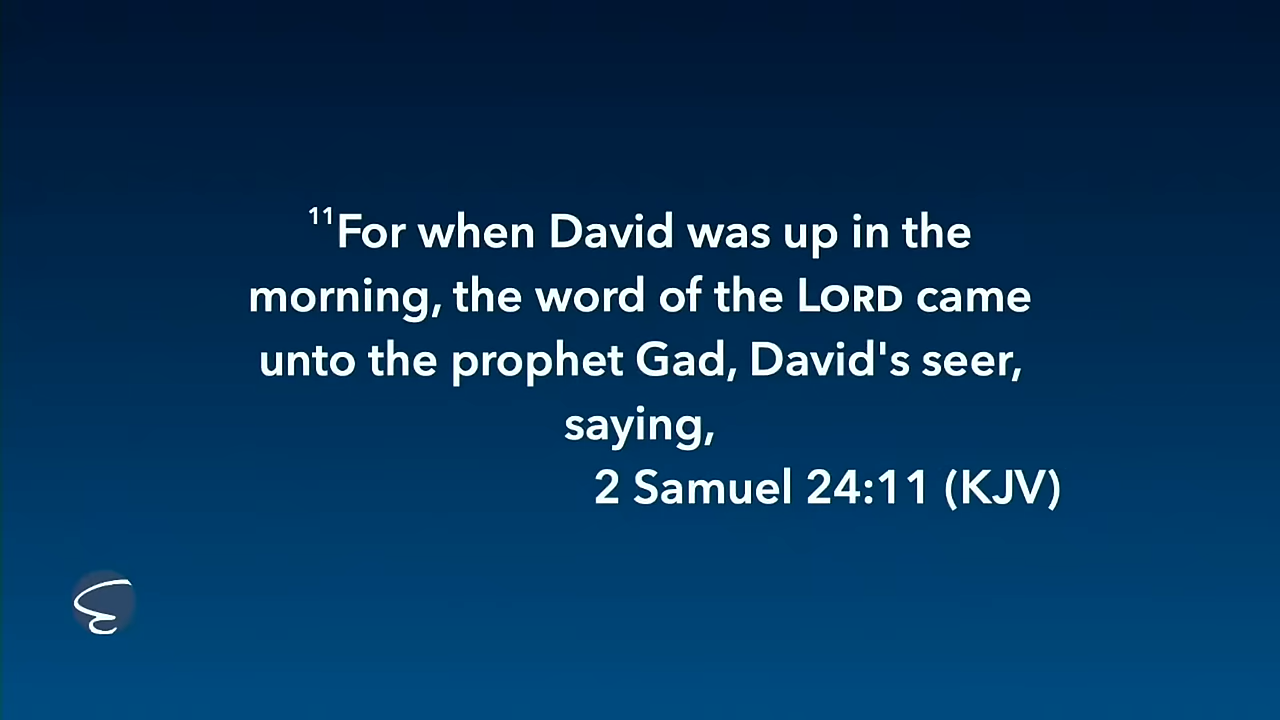 ¹¹For when David was up in the
morning, the word of the LORD came
unto the prophet Gad, David's seer,
saying,
2 Samuel 24:11 (KJV)